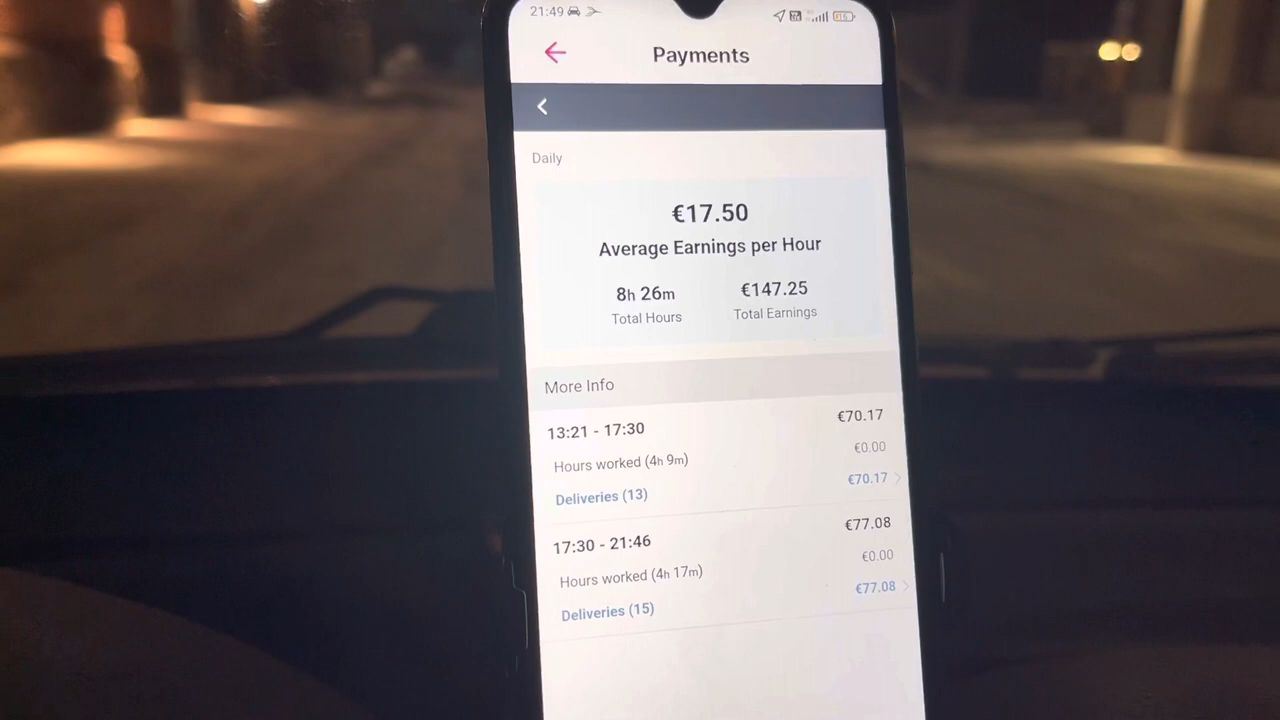 21:49
Payments
Daily
€17.50
Average Earnings per Hour
8h 26m €147.25
Total Hours Total Earnings
More Info
13:21 - 17:30 €70.17
Hours worked (4h 9m) €0.00
Deliveries (13) €70.17
17:30 - 21:46 €77.08
Hours worked (4h 17m) €0.00
Deliveries (15) €77.08